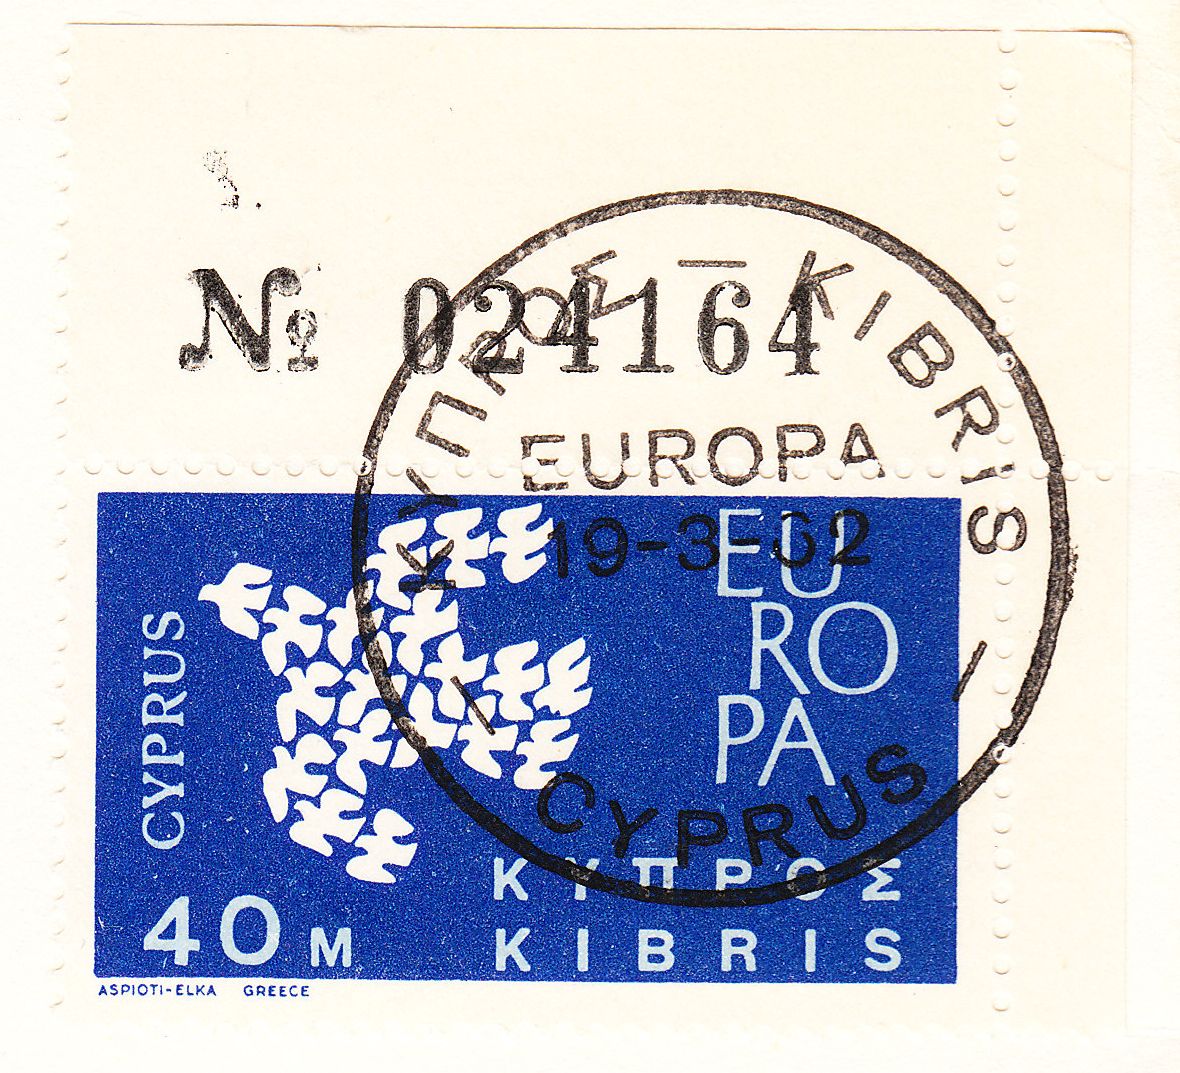 № 024164
ΚΥΠΡΟΣ — KIBRIS
EUROPA
19-3-62
— CYPRUS —
CYPRUS
EU
RO
PA
ΚΥΠΡΟΣ
KIBRIS
40 M
ASPIOTI-ELKA GREECE